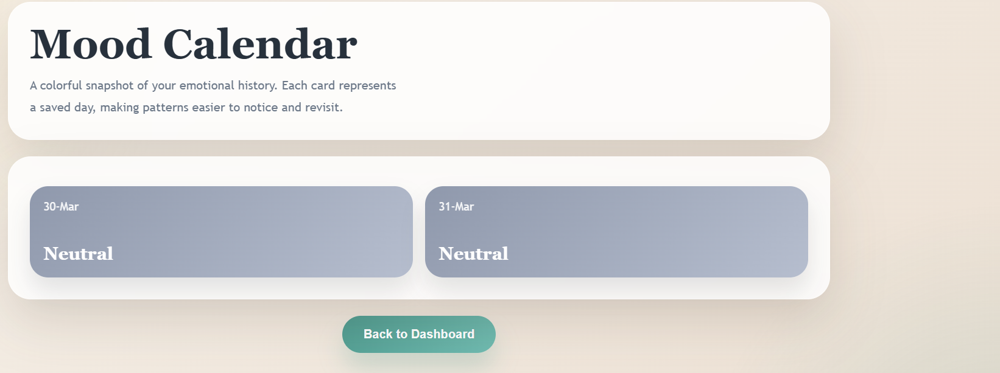 Mood Calendar
A colorful snapshot of your emotional history. Each card represents
a saved day, making patterns easier to notice and revisit.
30-Mar
Neutral
31-Mar
Neutral
Back to Dashboard